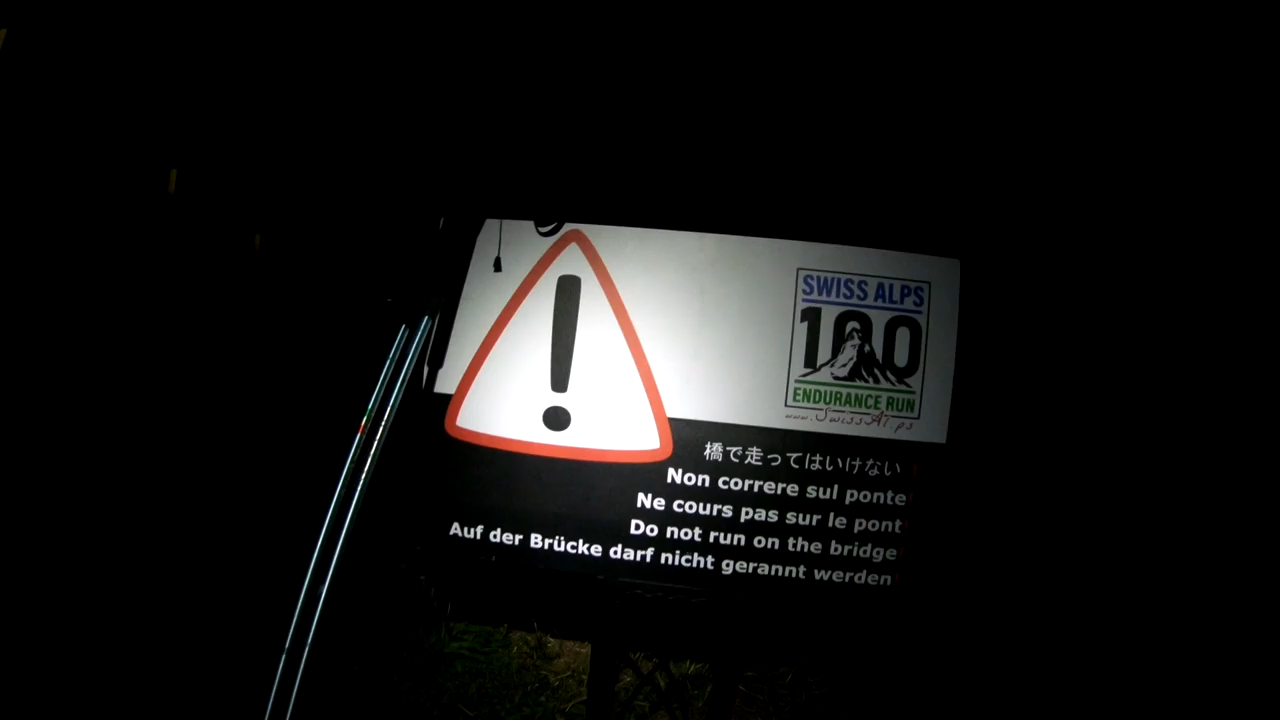 SWISS ALPS
100
ENDURANCE RUN
www.SwissAlps
橋で走ってはいけない
Non correre sul ponte
Ne cours pas sur le pont
Do not run on the bridge
Auf der Brücke darf nicht gerannt werden